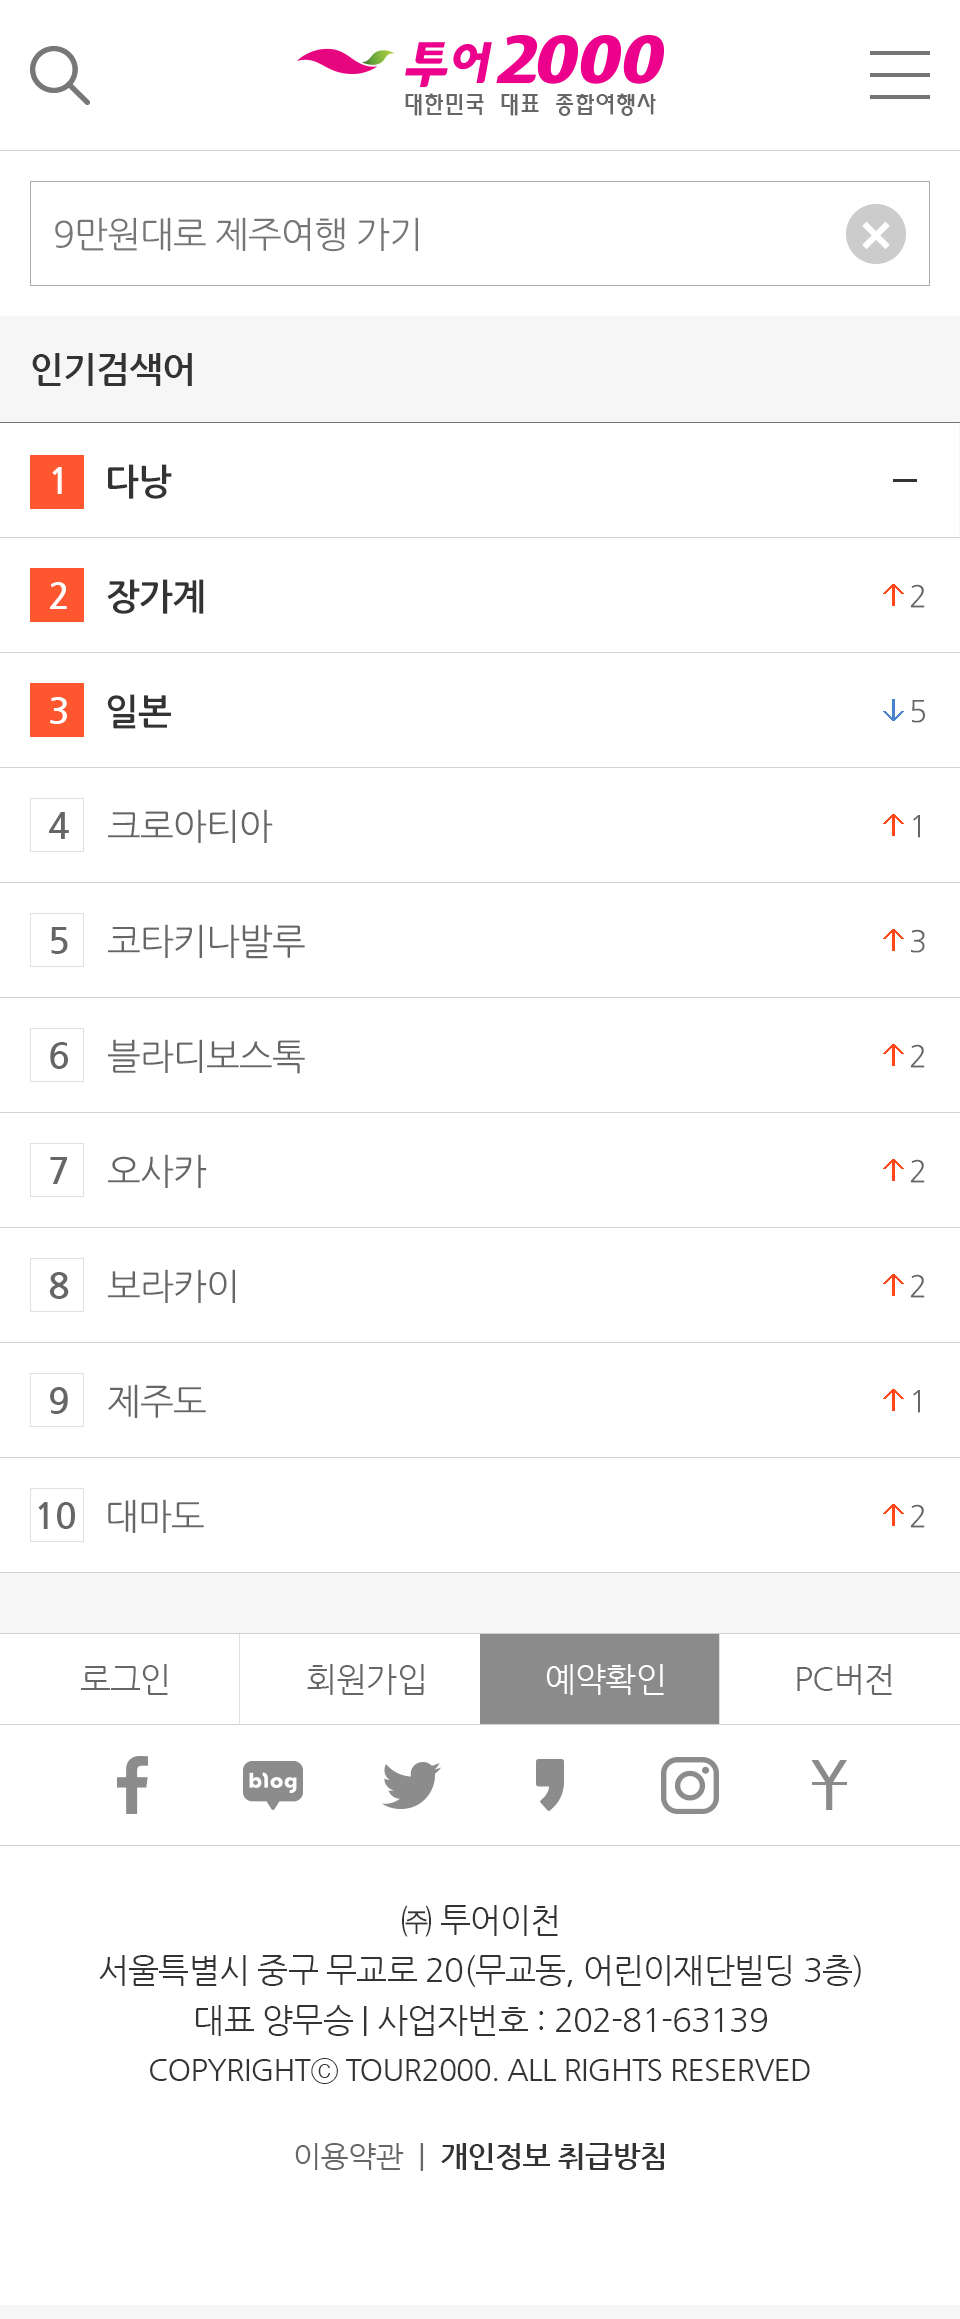 투어2000
대한민국 대표 종합여행사
9만원대로 제주여행 가기
인기검색어
1 다낭
2 장가계 2
3 일본 5
4 크로아티아 1
5 코타키나발루 3
6 블라디보스톡 2
7 오사카 2
8 보라카이 2
9 제주도 1
10 대마도 2
로그인 회원가입 예약확인 PC버전
blog
㈜ 투어이천
서울특별시 중구 무교로 20(무교동, 어린이재단빌딩 3층)
대표 양무승 | 사업자번호 : 202-81-63139
COPYRIGHTⓒ TOUR2000. ALL RIGHTS RESERVED
이용약관 | 개인정보 취급방침